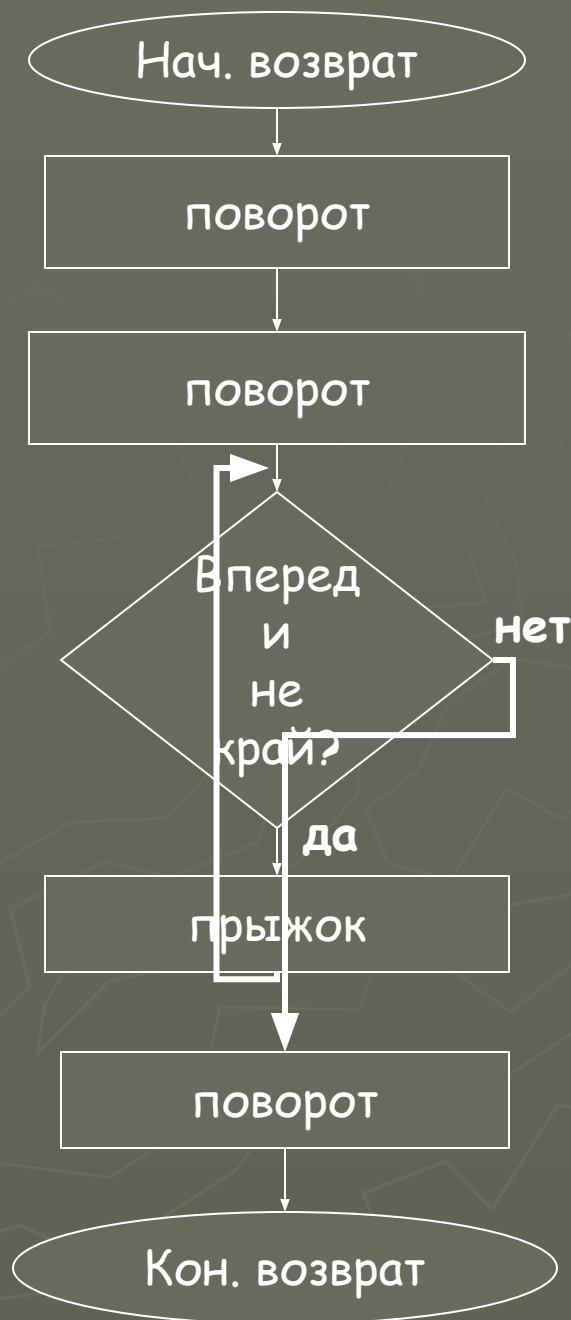 Нач. возврат
поворот
поворот
Вперед
и
не
край?
нет
да
прыжок
поворот
Кон. возврат